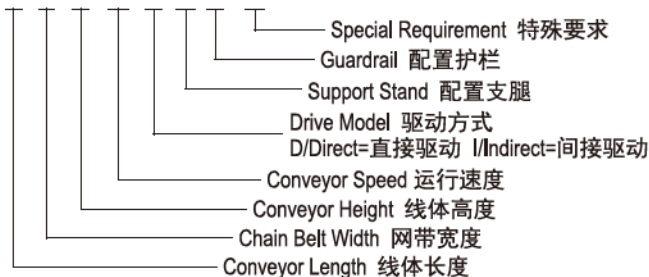 Special Requirement 特殊要求
Guardrail 配置护栏
Support Stand 配置支腿
Drive Model 驱动方式
D/Direct=直接驱动 I/Indirect=间接驱动
Conveyor Speed 运行速度
Conveyor Height 线体高度
Chain Belt Width 网带宽度
Conveyor Length 线体长度